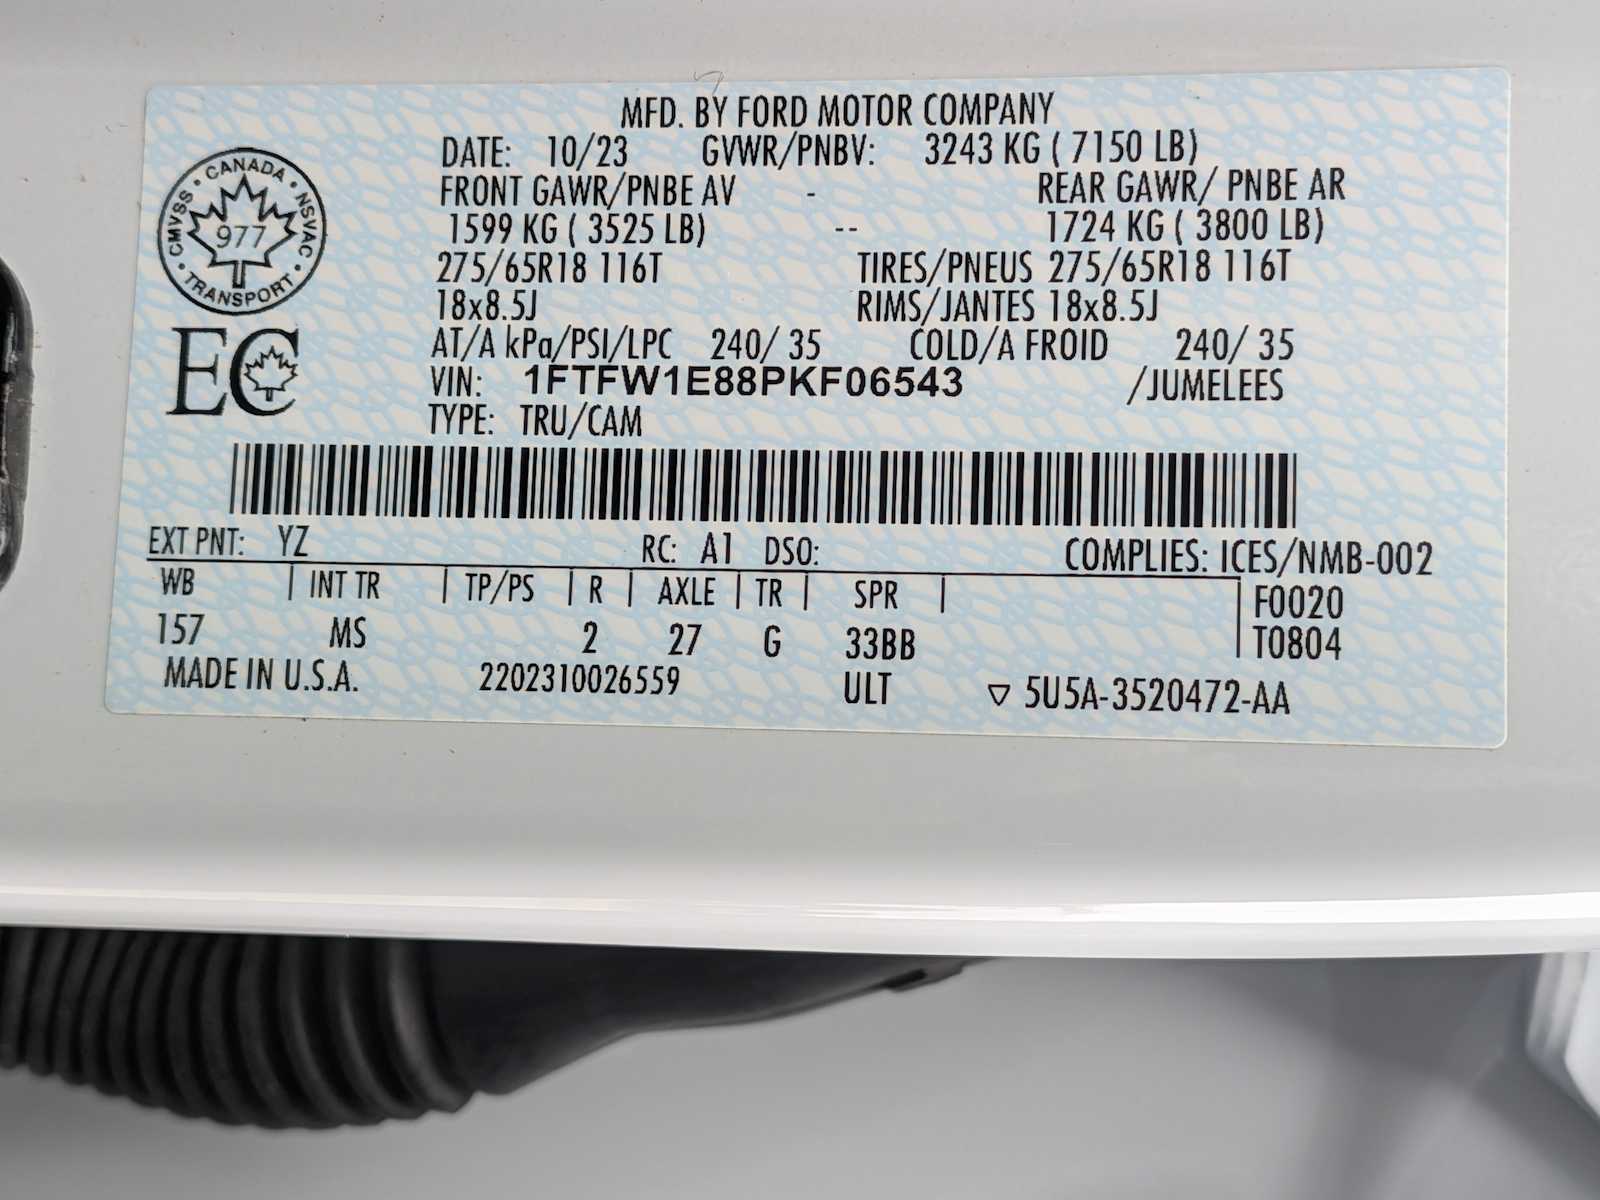 MFD. BY FORD MOTOR COMPANY
DATE: 10/23 GVWR/PNBV: 3243 KG ( 7150 LB)
FRONT GAWR/PNBE AV - REAR GAWR/ PNBE AR
1599 KG ( 3525 LB) -- 1724 KG ( 3800 LB)
275/65R18 116T TIRES/PNEUS 275/65R18 116T
18x8.5J RIMS/JANTES 18x8.5J
AT/A kPa/PSI/LPC 240/ 35 COLD/A FROID 240/ 35
VIN: 1FTFW1E88PKF06543 /JUMELEES
TYPE: TRU/CAM
CANADA • NSVAC • TRANSPORT • CMVSS •
977
EC
EXT PNT: YZ RC: A1 DSO: COMPLIES: ICES/NMB-002
WB | INT TR | TP/PS | R | AXLE | TR | SPR | F0020
157 MS 2 27 G 33BB T0804
MADE IN U.S.A. 2202310026559 ULT ▽ 5U5A-3520472-AA